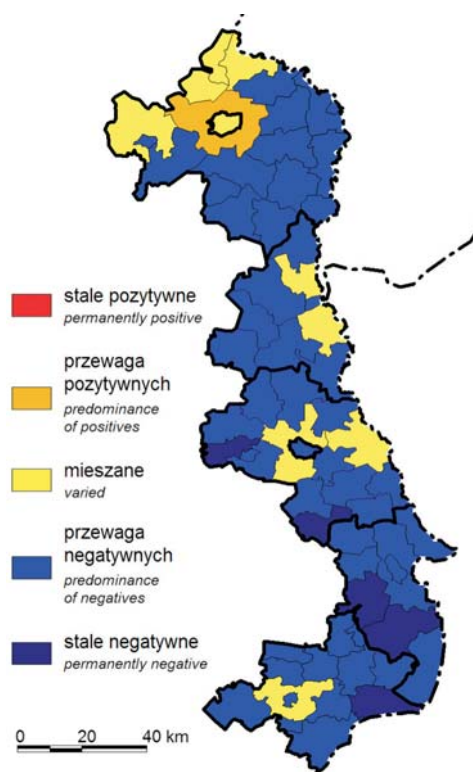 stale pozytywne
permanently positive
przewaga
pozytywnych
predominance
of positives
mieszane
varied
przewaga
negatywnych
predominance
of negatives
stale negatywne
permanently negative
0 20 40 km